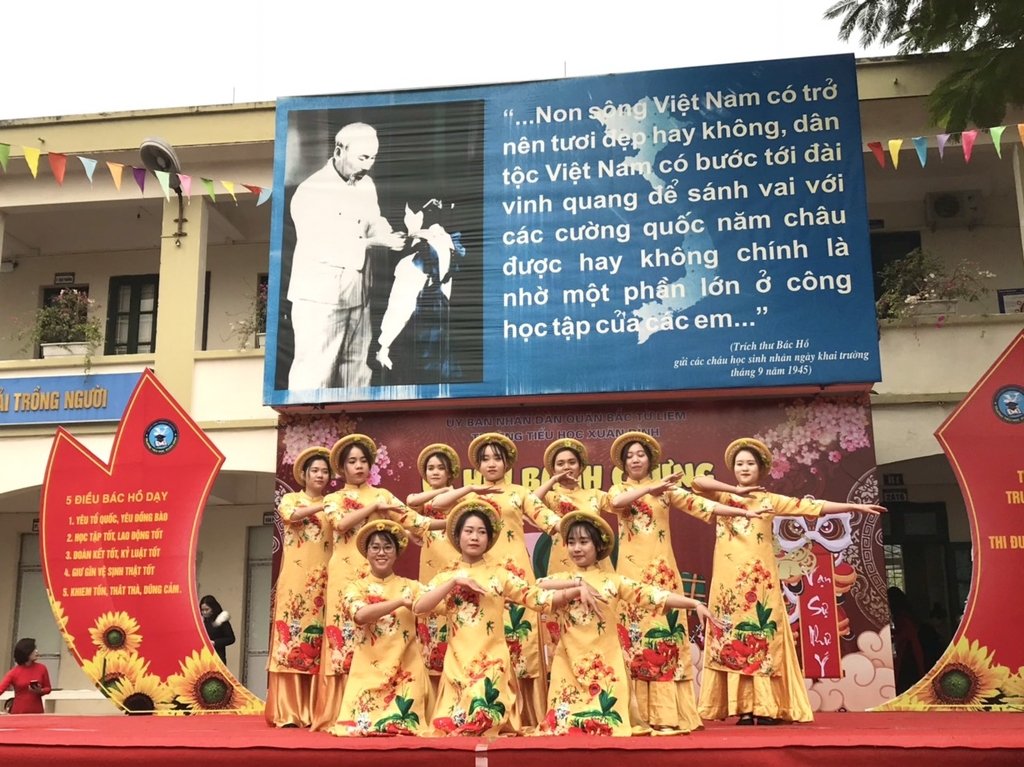 “...Non sông Việt Nam có trở
nên tươi đẹp hay không, dân
tộc Việt Nam có bước tới đài
vinh quang để sánh vai với
các cường quốc năm châu
được hay không chính là
nhờ một phần lớn ở công
học tập của các em...”
(Trích thư Bác Hồ
gửi các cháu học sinh nhân ngày khai trường
tháng 9 năm 1945)
ÃI TRỒNG NGƯỜI
ỦY BAN NHÂN DÂN QUẬN BẮC TỪ LIÊM
TIỂU HỌC XUÂN ĐỈNH
5 ĐIỀU BÁC HỒ DẠY
1. YÊU TỔ QUỐC, YÊU ĐỒNG BÀO
2. HỌC TẬP TỐT, LAO ĐỘNG TỐT
3. ĐOÀN KẾT TỐT, KỶ LUẬT TỐT
4. GIỮ GÌN VỆ SINH THẬT TỐT
5. KHIÊM TỐN, THẬT THÀ, DŨNG CẢM.
Vạn
Sự
Như
Ý
T
TRƯ
THI ĐU